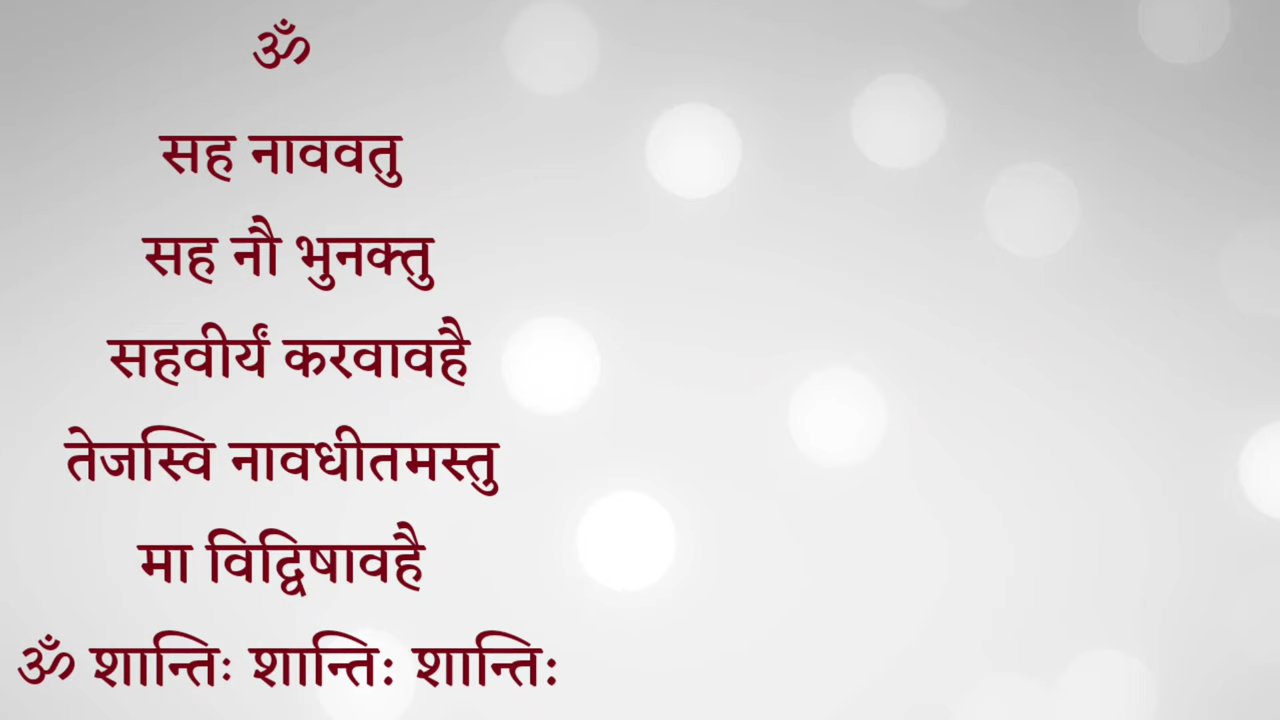 ॐ
सह नाववतु
सह नौ भुनक्तु
सहवीर्यं करवावहै
तेजस्वि नावधीतमस्तु
मा विद्विषावहै
ॐ शान्तिः शान्तिः शान्तिः